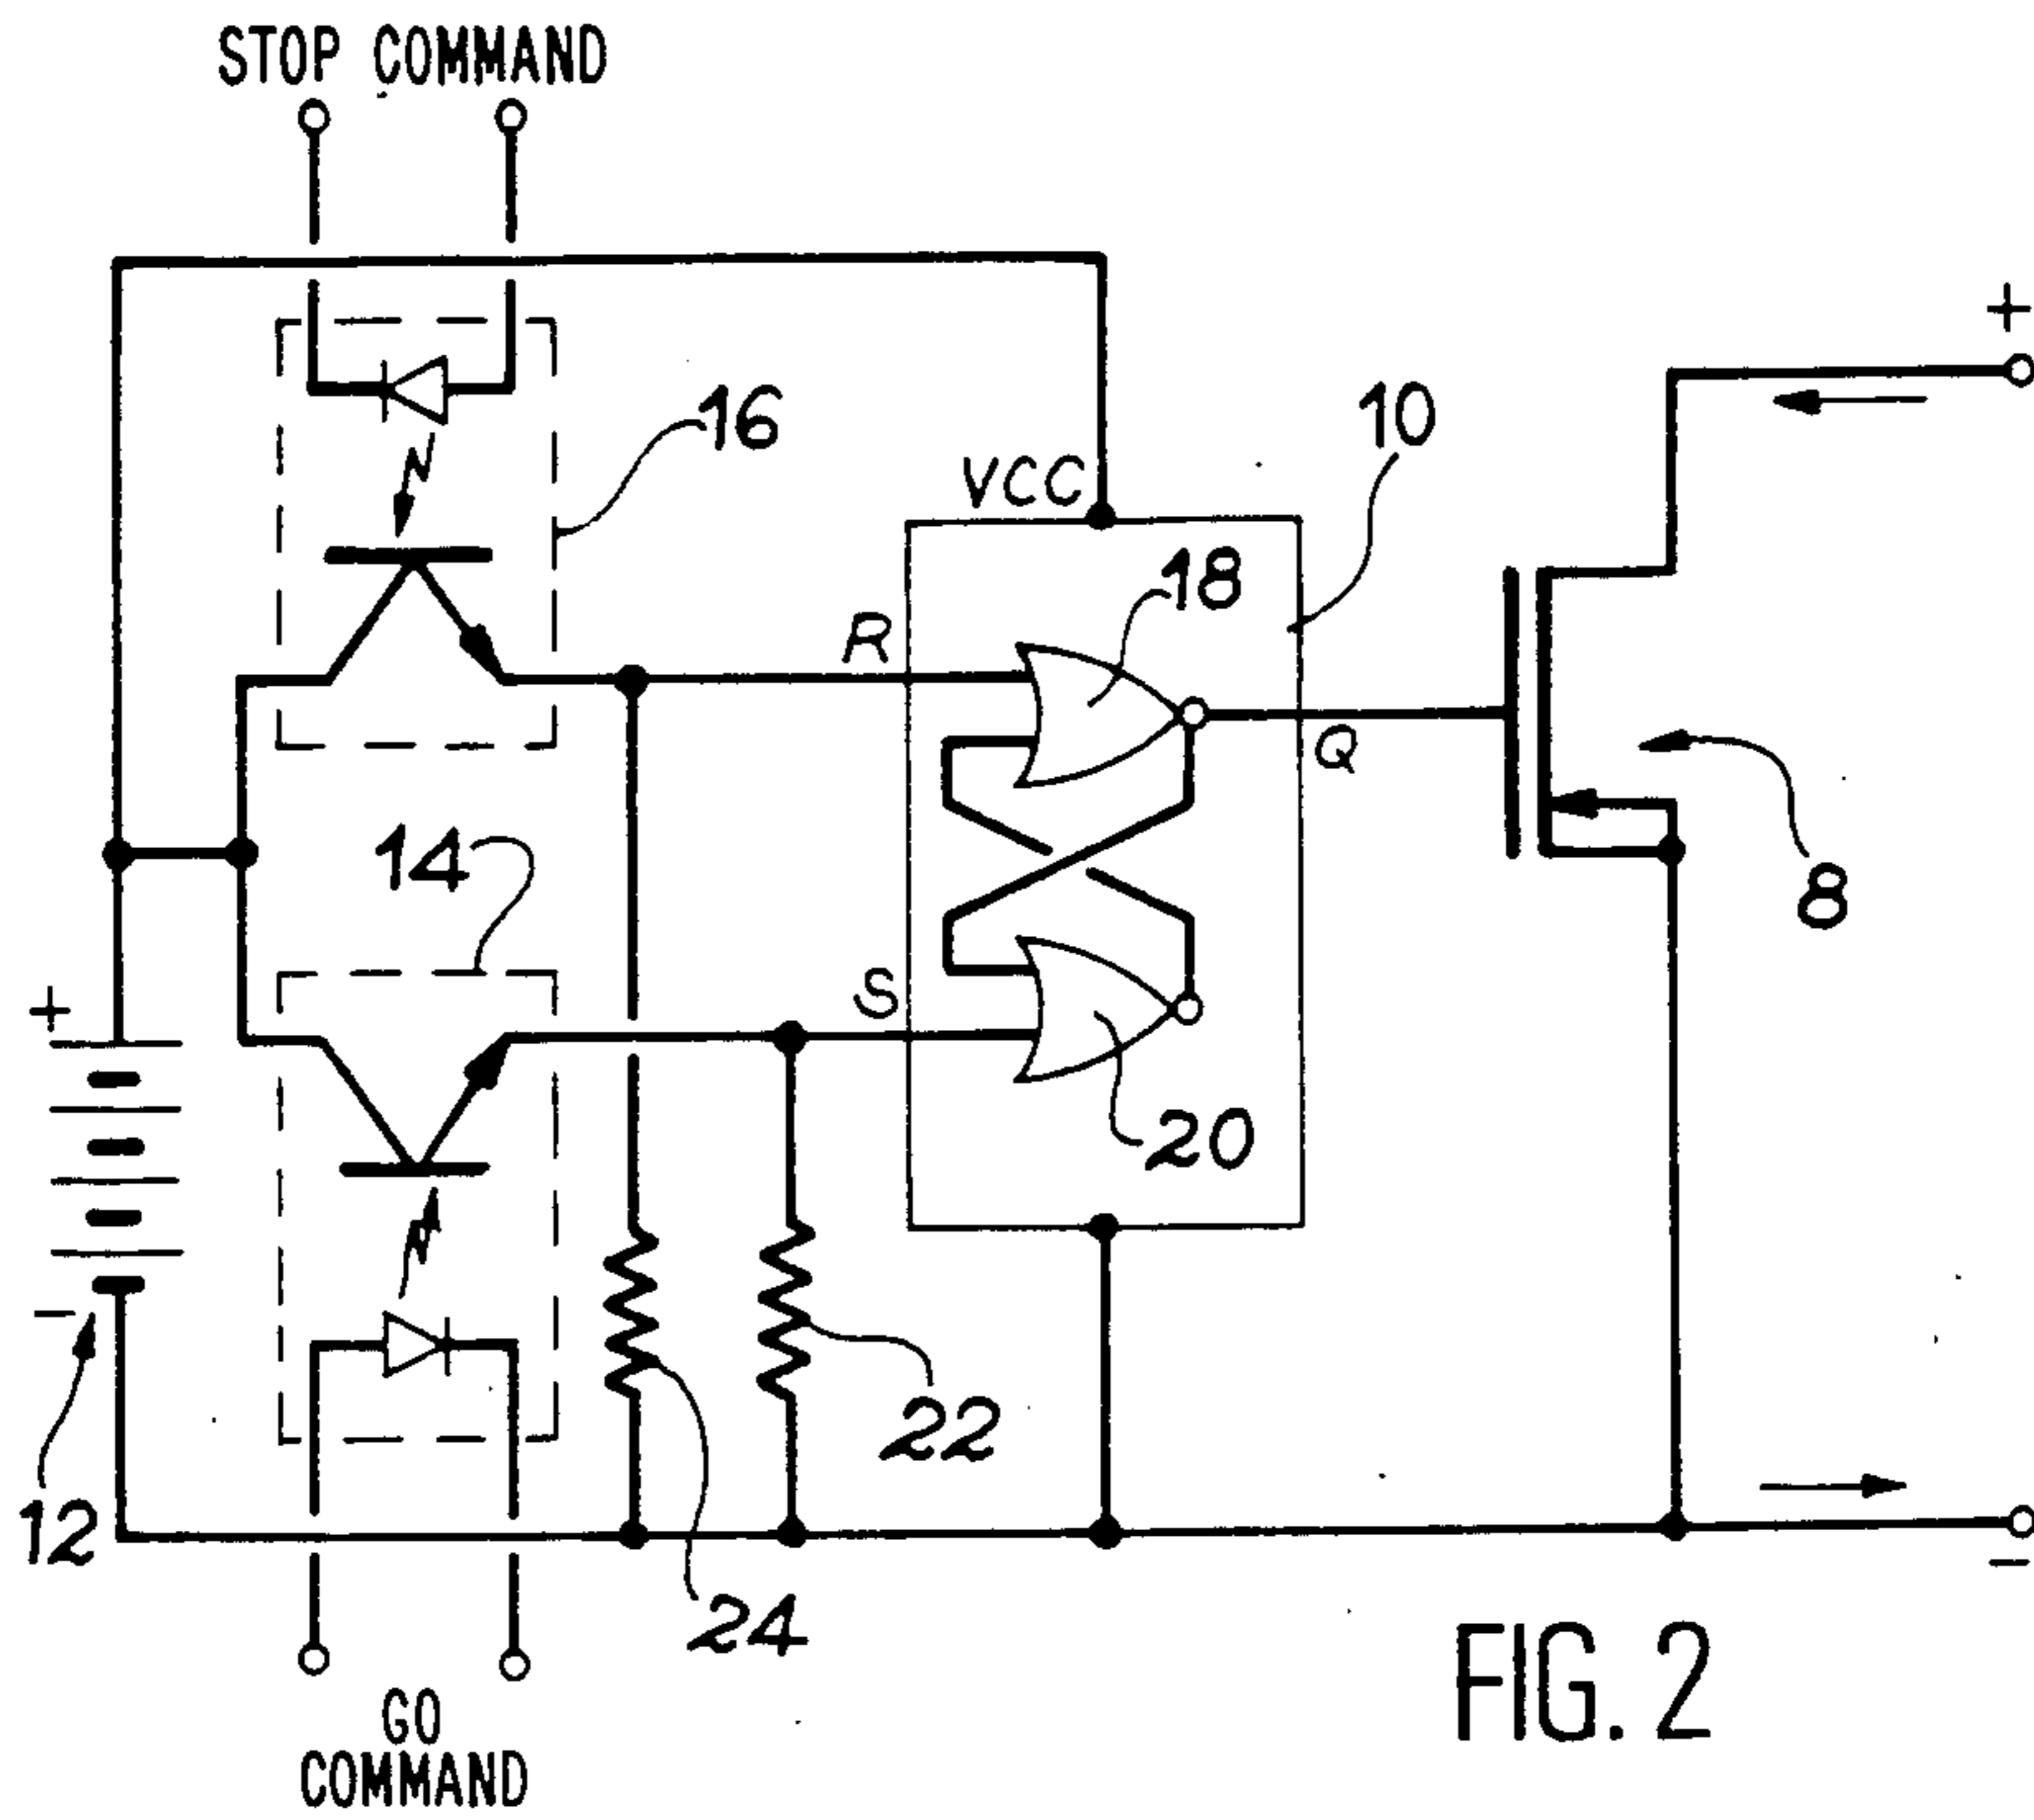 STOP COMMAND
+
16
10
VCC
18
R
Q
14
8
S
+
20
-
22
12
-
24
FIG. 2
GO
COMMAND